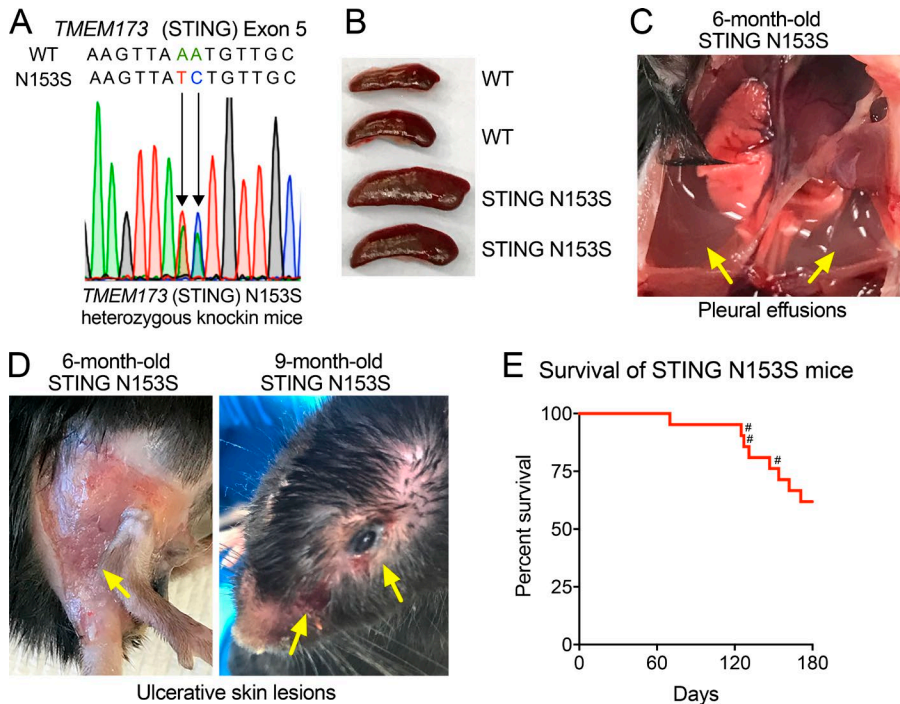 A
TMEM173 (STING) Exon 5
WT AAGTTAAATGTTGC
N153S AAGTTATCTGTTGC
TMEM173 (STING) N153S
heterozygous knockin mice
B
WT
WT
STING N153S
STING N153S
C
6-month-old
STING N153S
Pleural effusions
D
6-month-old
STING N153S
9-month-old
STING N153S
Ulcerative skin lesions
E
Survival of STING N153S mice
Percent survival
100
75
50
25
0
#
#
#
0 60 120 180
Days